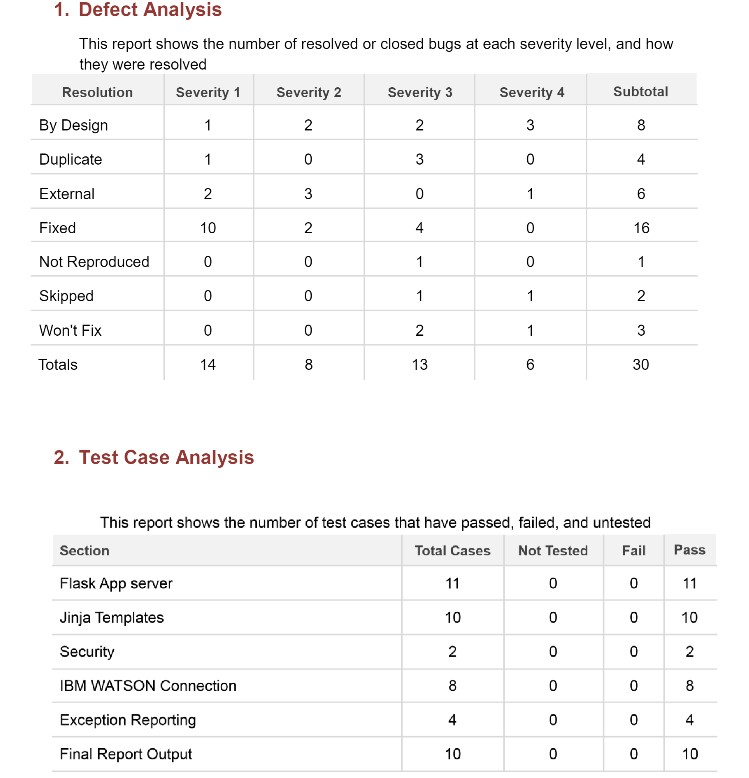 1. Defect Analysis
This report shows the number of resolved or closed bugs at each severity level, and how
they were resolved
Resolution Severity 1 Severity 2 Severity 3 Severity 4 Subtotal
By Design 1 2 2 3 8
Duplicate 1 0 3 0 4
External 2 3 0 1 6
Fixed 10 2 4 0 16
Not Reproduced 0 0 1 0 1
Skipped 0 0 1 1 2
Won't Fix 0 0 2 1 3
Totals 14 8 13 6 30
2. Test Case Analysis
This report shows the number of test cases that have passed, failed, and untested
Section Total Cases Not Tested Fail Pass
Flask App server 11 0 0 11
Jinja Templates 10 0 0 10
Security 2 0 0 2
IBM WATSON Connection 8 0 0 8
Exception Reporting 4 0 0 4
Final Report Output 10 0 0 10